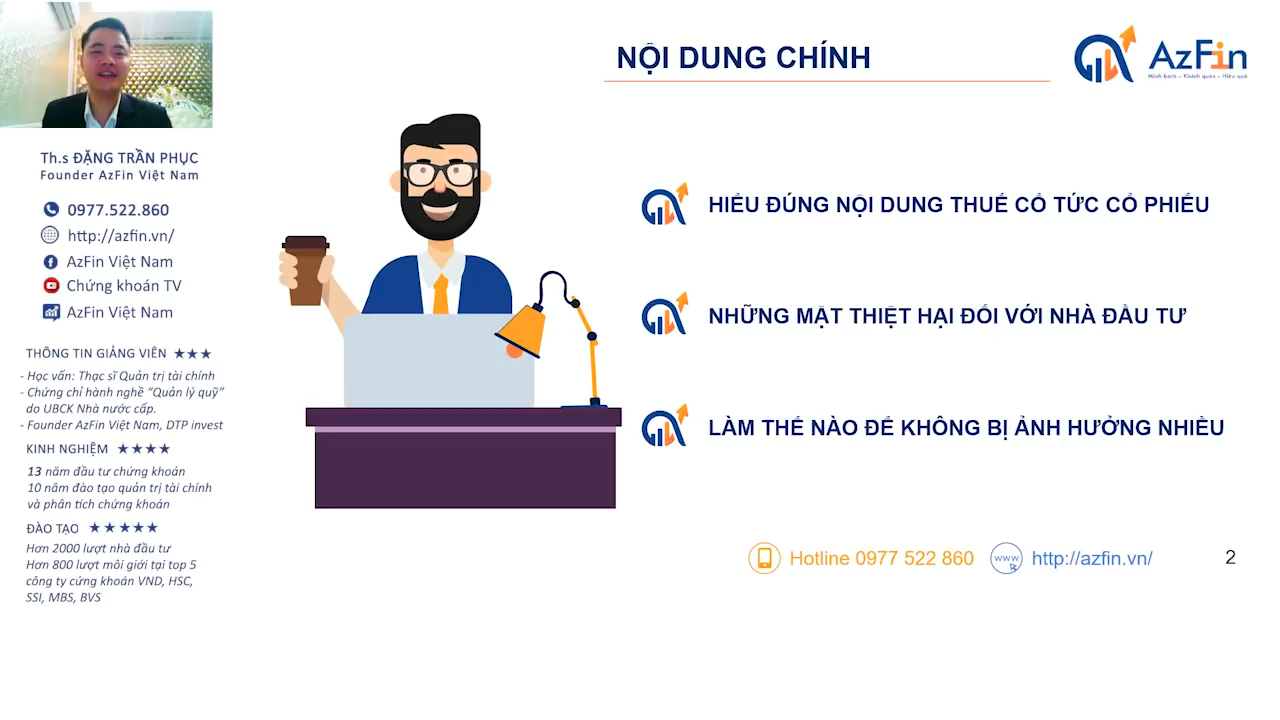 NỘI DUNG CHÍNH
AzFin
Minh bạch – Khách quan – Hiệu quả
Th.s ĐẶNG TRẦN PHỤC
Founder AzFin Việt Nam
0977.522.860
http://azfin.vn/
AzFin Việt Nam
Chứng khoán TV
AzFin Việt Nam
THÔNG TIN GIẢNG VIÊN ★★★
- Học vấn: Thạc sĩ Quản trị tài chính
- Chứng chỉ hành nghề “Quản lý quỹ”
do UBCK Nhà nước cấp.
- Founder AzFin Việt Nam, DTP invest
KINH NGHIỆM ★★★★
13 năm đầu tư chứng khoán
10 năm đào tạo quản trị tài chính
và phân tích chứng khoán
ĐÀO TẠO ★★★★★
Hơn 2000 lượt nhà đầu tư
Hơn 800 lượt môi giới tại top 5
công ty cứng khoán VND, HSC,
SSI, MBS, BVS
HIỂU ĐÚNG NỘI DUNG THUẾ CỔ TỨC CỔ PHIẾU
NHỮNG MẶT THIỆT HẠI ĐỐI VỚI NHÀ ĐẦU TƯ
LÀM THẾ NÀO ĐỂ KHÔNG BỊ ẢNH HƯỞNG NHIỀU
Hotline 0977 522 860
www
http://azfin.vn/
2